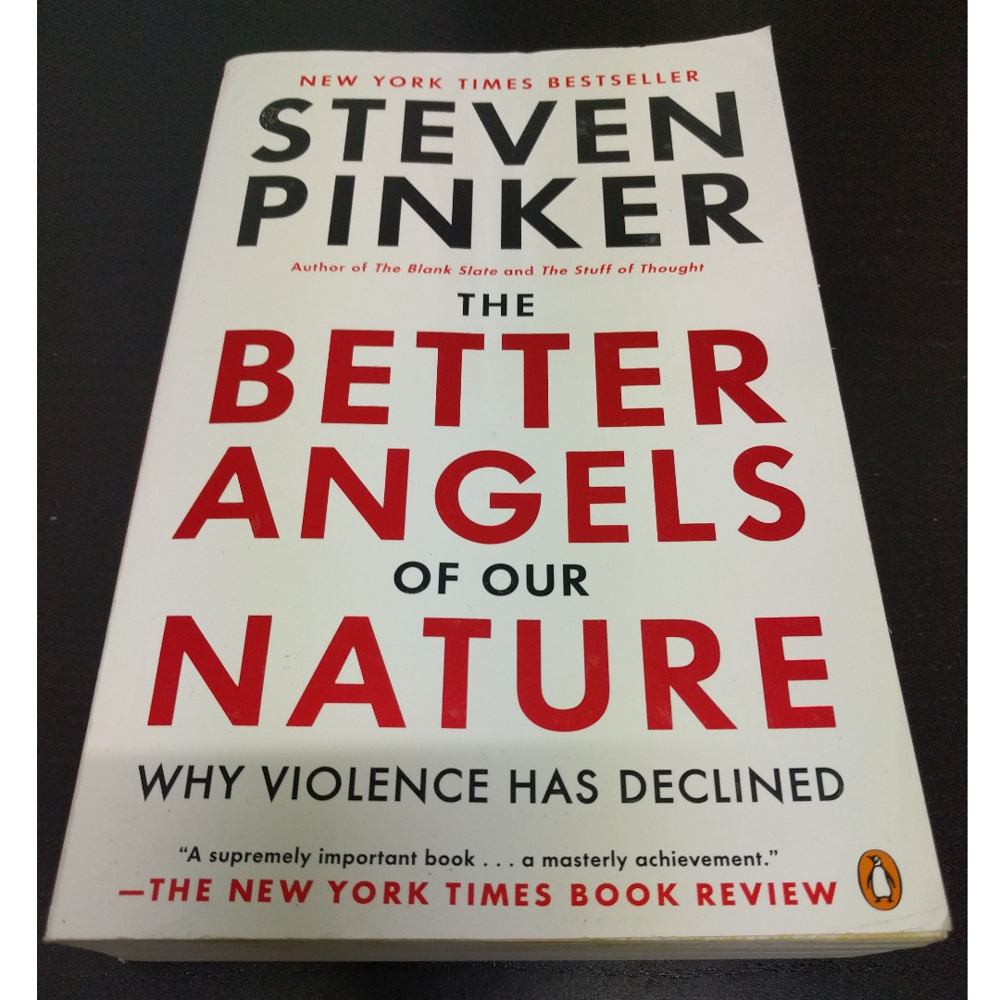 NEW YORK TIMES BESTSELLER
STEVEN
PINKER
Author of The Blank Slate and The Stuff of Thought
THE
BETTER
ANGELS
OF OUR
NATURE
WHY VIOLENCE HAS DECLINED
“A supremely important book . . . a masterly achievement.”
—THE NEW YORK TIMES BOOK REVIEW